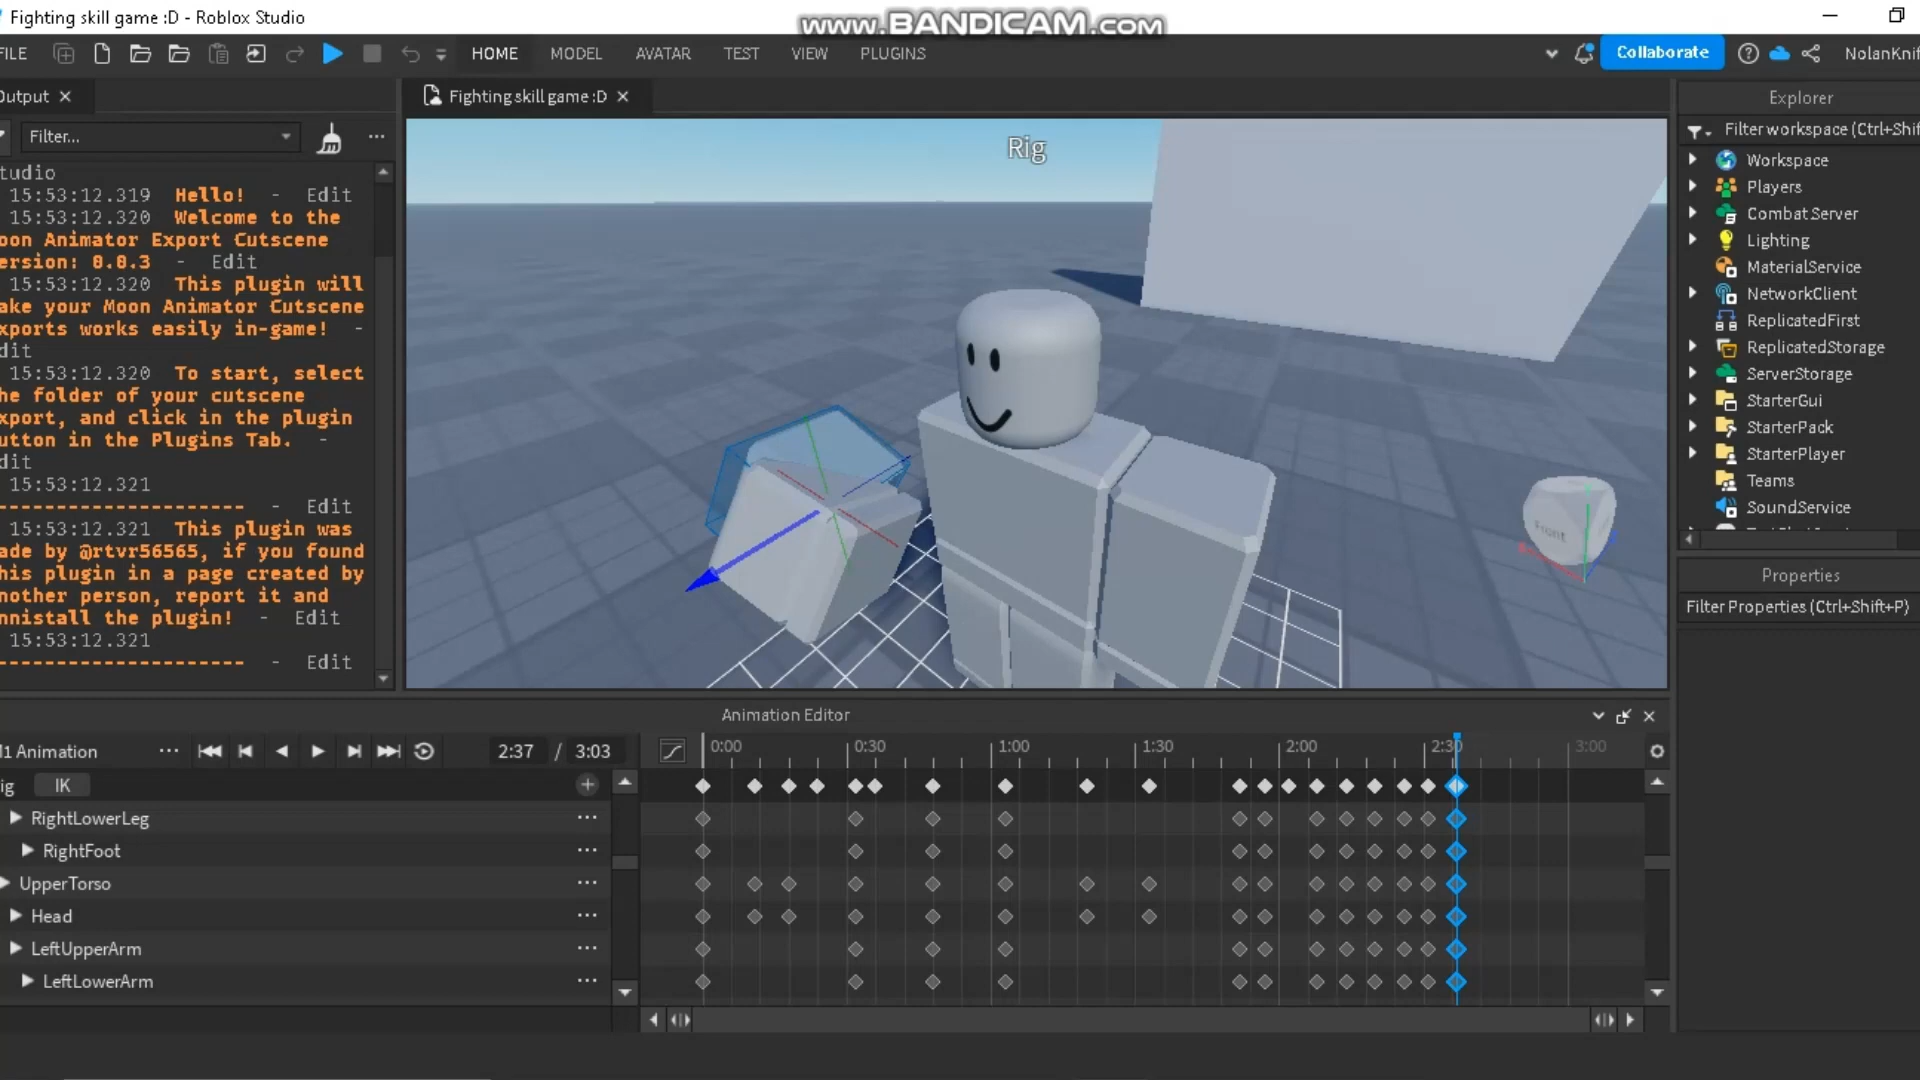 Fighting skill game :D - Roblox Studio
www.BANDICAM.com
FILE
HOME
MODEL
AVATAR
TEST
VIEW
PLUGINS
Collaborate
NolanKnif
Output
Fighting skill game :D
Explorer
Filter...
Filter workspace (Ctrl+Shif
tudio
15:53:12.319 Hello! - Edit
15:53:12.320 Welcome to the
oon Animator Export Cutscene
ersion: 0.0.3 - Edit
15:53:12.320 This plugin will
ake your Moon Animator Cutscene
xports works easily in-game! -
dit
15:53:12.320 To start, select
he folder of your cutscene
xport, and click in the plugin
utton in the Plugins Tab. -
dit
15:53:12.321
--------------------- - Edit
15:53:12.321 This plugin was
ade by @rtvr56565, if you found
his plugin in a page created by
nother person, report it and
nnistall the plugin! - Edit
15:53:12.321
--------------------- - Edit
Rig
Front
Workspace
Players
CombatServer
Lighting
MaterialService
NetworkClient
ReplicatedFirst
ReplicatedStorage
ServerStorage
StarterGui
StarterPack
StarterPlayer
Teams
SoundService
Properties
Filter Properties (Ctrl+Shift+P)
Animation Editor
1 Animation
2:37 / 3:03
0:00
0:30
1:00
1:30
2:00
2:30
3:00
ig
IK
RightLowerLeg
RightFoot
UpperTorso
Head
LeftUpperArm
LeftLowerArm